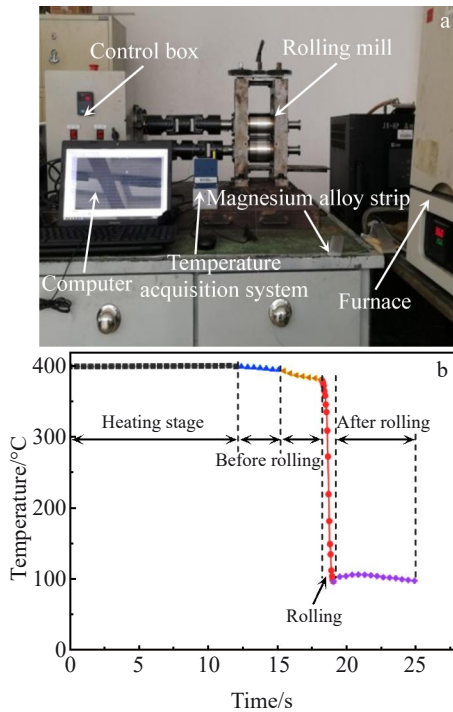 a
Control box
Rolling mill
Magnesium alloy strip
Computer
Temperature
acquisition system
Furnace
b
400
300
200
100
0
Temperature/°C
Heating stage
Before rolling
After rolling
Rolling
0 5 10 15 20 25
Time/s